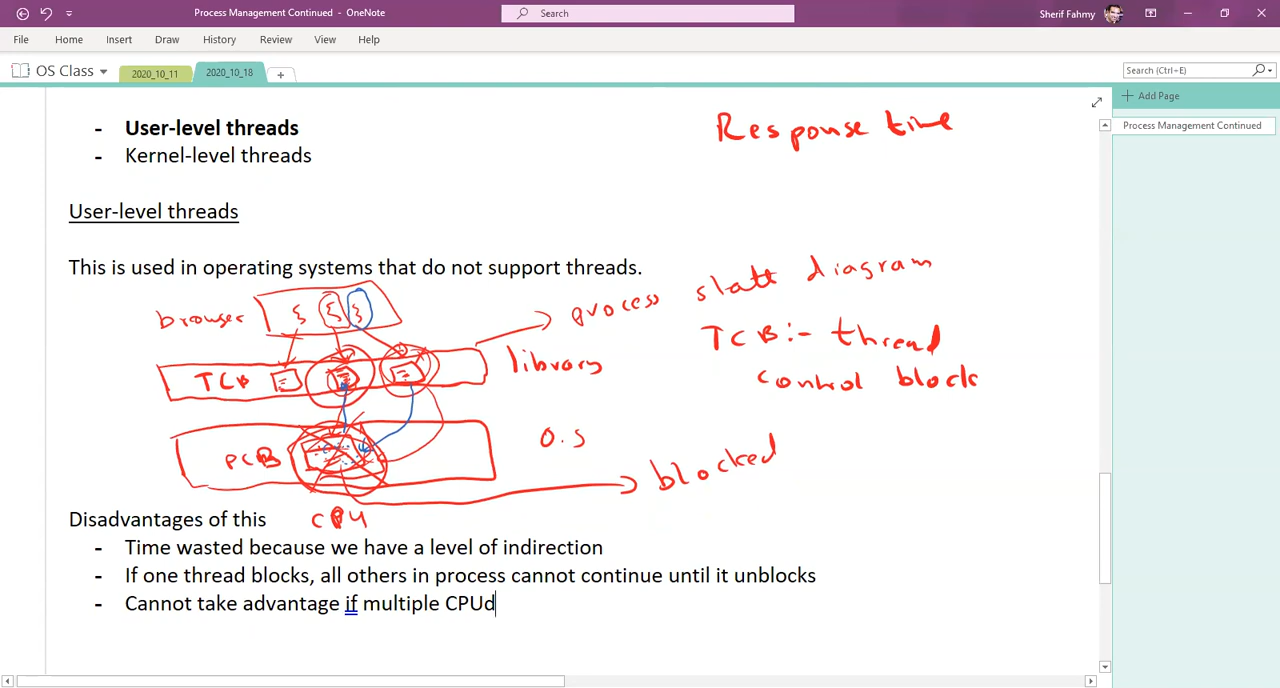 Process Management Continued - OneNote
Search
Sherif Fahmy
File Home Insert Draw History Review View Help
OS Class
2020_10_11
2020_10_18
Search (Ctrl+E)
Add Page
Process Management Continued
- User-level threads
- Kernel-level threads
Response time
User-level threads
This is used in operating systems that do not support threads.
browser
process
state diagram
TCB
library
TCB:- thread
control block
PCB
O.S
blocked
CPU
Disadvantages of this
- Time wasted because we have a level of indirection
- If one thread blocks, all others in process cannot continue until it unblocks
- Cannot take advantage if multiple CPUd